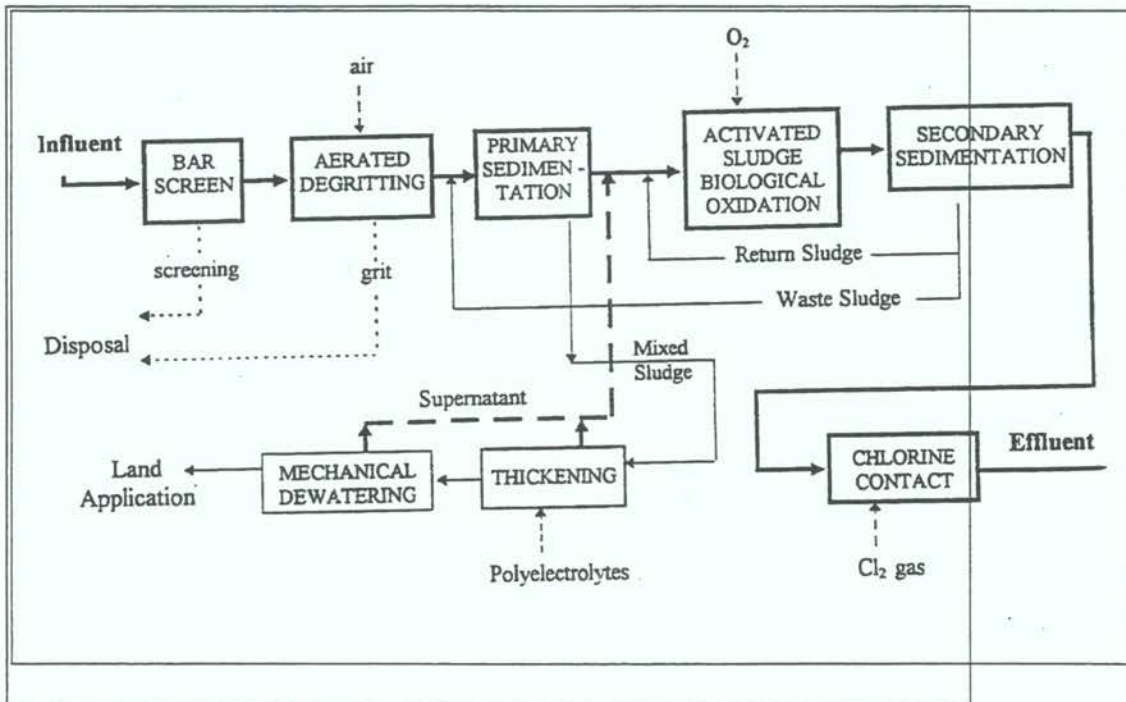 O₂
air
Influent
BAR
SCREEN
AERATED
DEGRITTING
PRIMARY
SEDIMEN -
TATION
ACTIVATED
SLUDGE
BIOLOGICAL
OXIDATION
SECONDARY
SEDIMENTATION
screening
grit
Return Sludge
Waste Sludge
Disposal
Mixed
Sludge
Supernatant
Land
Application
MECHANICAL
DEWATERING
THICKENING
CHLORINE
CONTACT
Effluent
Polyelectrolytes
Cl₂ gas